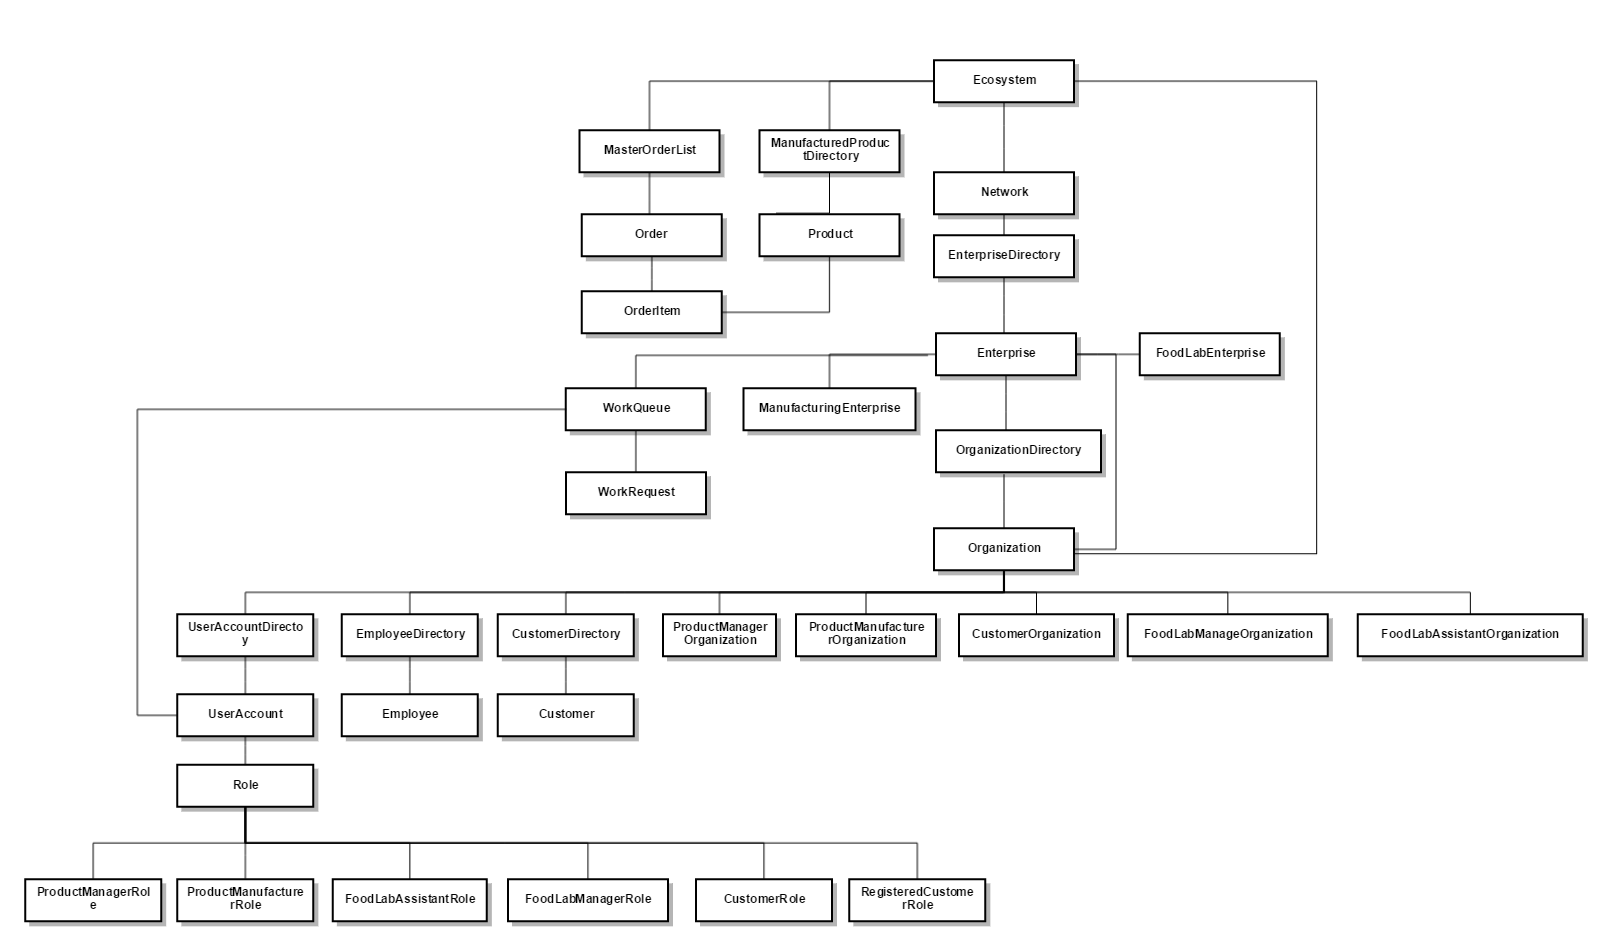 Ecosystem
MasterOrderList
ManufacturedProduc
tDirectory
Network
Order
Product
EnterpriseDirectory
OrderItem
Enterprise
FoodLabEnterprise
WorkQueue
ManufacturingEnterprise
OrganizationDirectory
WorkRequest
Organization
UserAccountDirecto
y
EmployeeDirectory
CustomerDirectory
ProductManager
Organization
ProductManufacture
rOrganization
CustomerOrganization
FoodLabManageOrganization
FoodLabAssistantOrganization
UserAccount
Employee
Customer
Role
ProductManagerRol
e
ProductManufacture
rRole
FoodLabAssistantRole
FoodLabManagerRole
CustomerRole
RegisteredCustome
rRole